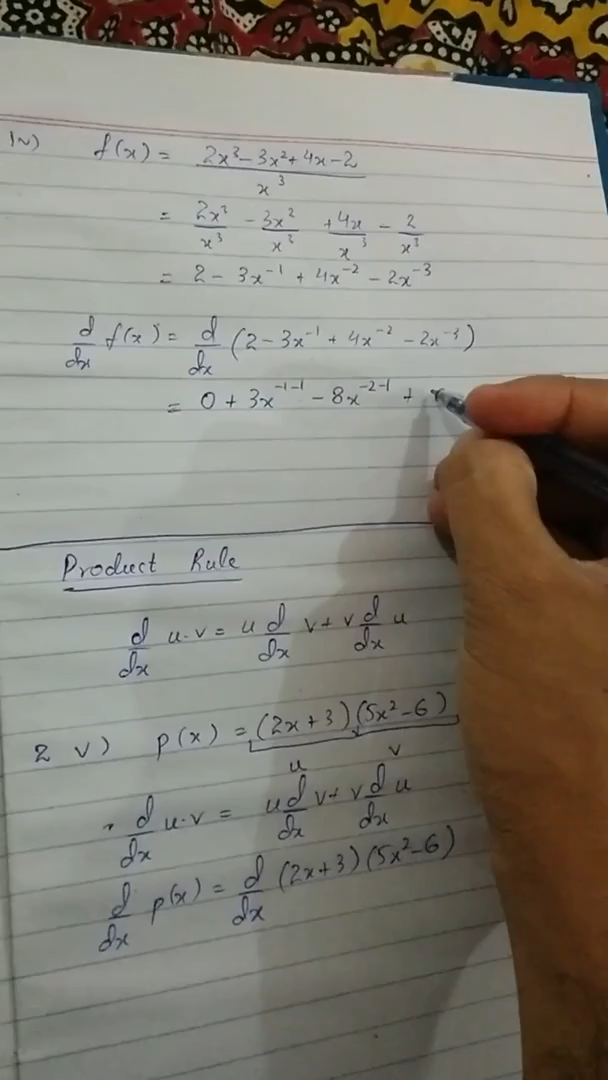 iv) f(x) = 2x³ - 3x² + 4x - 2 / x³
= 2x³/x³ - 3x²/x³ + 4x/x³ - 2/x³
= 2 - 3x⁻¹ + 4x⁻² - 2x⁻³
d/dx f(x) = d/dx (2 - 3x⁻¹ + 4x⁻² - 2x⁻³)
= 0 + 3x⁻¹⁻¹ - 8x⁻²⁻¹ +
Product Rule
d/dx u·v = u d/dx v + v d/dx u
2 v) p(x) = (2x+3)(5x²-6)
u v
d/dx u·v = u d/dx v + v d/dx u
d/dx p(x) = d/dx (2x+3)(5x²-6)